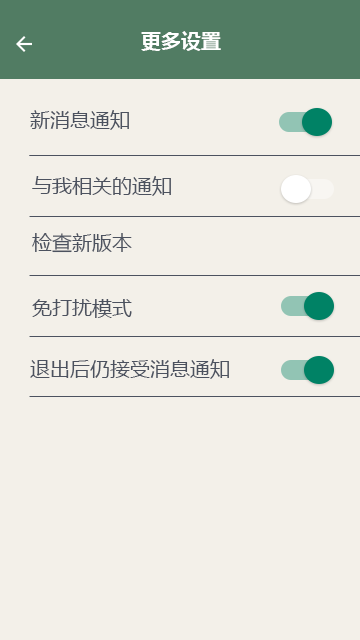 更多设置
新消息通知
与我相关的通知
检查新版本
免打扰模式
退出后仍接受消息通知